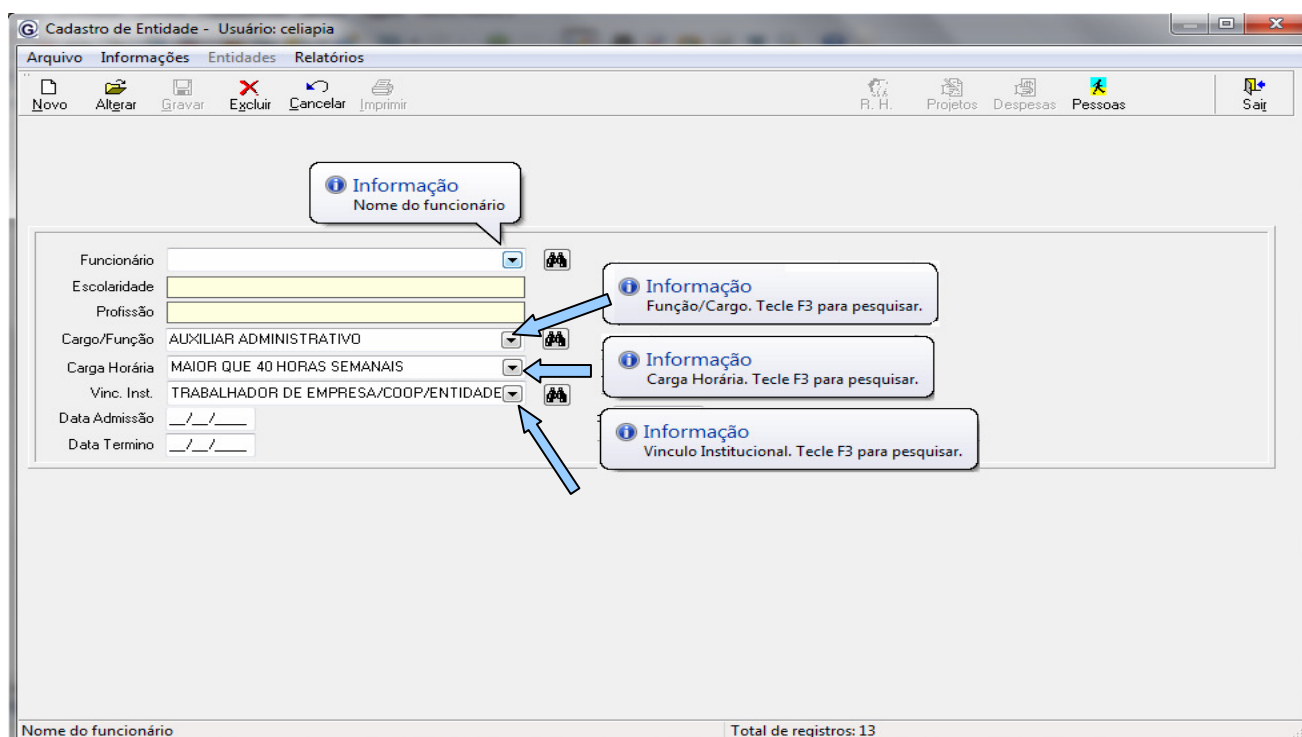 Cadastro de Entidade - Usuário: celiapia
Arquivo Informações Entidades Relatórios
Novo Alterar Gravar Excluir Cancelar Imprimir R. H. Projetos Despesas Pessoas Sair
Informação
Nome do funcionário
Funcionário
Informação
Função/Cargo. Tecle F3 para pesquisar.
Escolaridade
Profissão
Cargo/Função AUXILIAR ADMINISTRATIVO
Informação
Carga Horária. Tecle F3 para pesquisar.
Carga Horária MAIOR QUE 40 HORAS SEMANAIS
Vinc. Inst. TRABALHADOR DE EMPRESA/COOP/ENTIDADE
Data Admissão __/__/____
Informação
Vinculo Institucional. Tecle F3 para pesquisar.
Data Termino __/__/____
Nome do funcionário Total de registros: 13